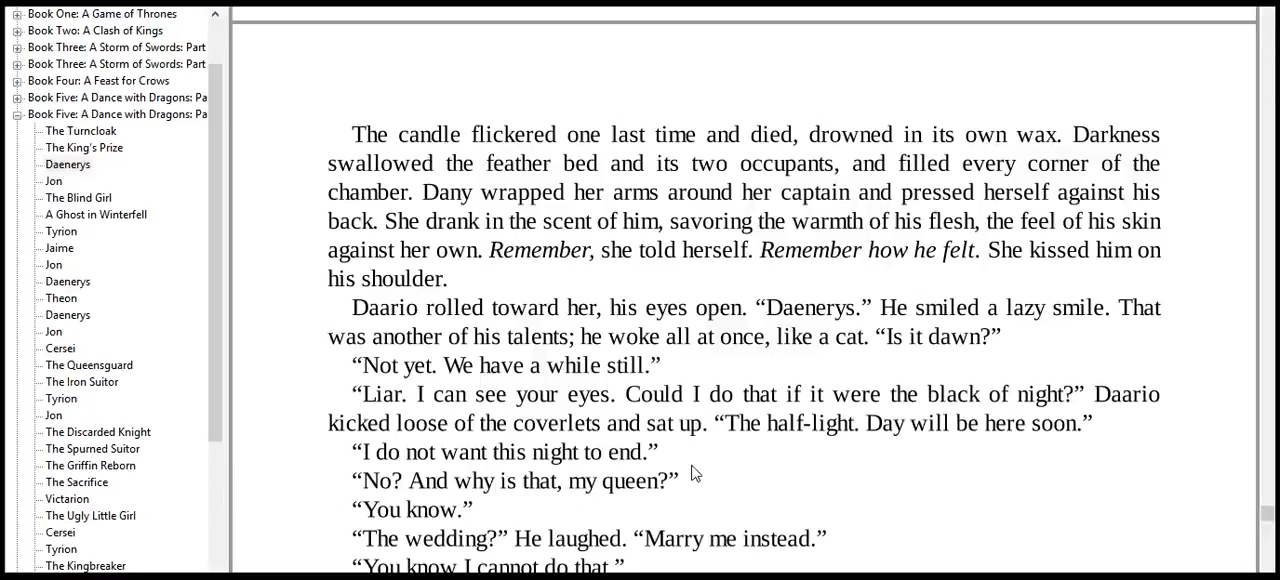 Book One: A Game of Thrones
Book Two: A Clash of Kings
Book Three: A Storm of Swords: Part
Book Three: A Storm of Swords: Part
Book Four: A Feast for Crows
Book Five: A Dance with Dragons: Pa
Book Five: A Dance with Dragons: Pa
The Turncloak
The King's Prize
Daenerys
Jon
The Blind Girl
A Ghost in Winterfell
Tyrion
Jaime
Jon
Daenerys
Theon
Daenerys
Jon
Cersei
The Queensguard
The Iron Suitor
Tyrion
Jon
The Discarded Knight
The Spurned Suitor
The Griffin Reborn
The Sacrifice
Victarion
The Ugly Little Girl
Cersei
Tyrion
The Kingbreaker
The candle flickered one last time and died, drowned in its own wax. Darkness
swallowed the feather bed and its two occupants, and filled every corner of the
chamber. Dany wrapped her arms around her captain and pressed herself against his
back. She drank in the scent of him, savoring the warmth of his flesh, the feel of his skin
against her own. Remember, she told herself. Remember how he felt. She kissed him on
his shoulder.
Daario rolled toward her, his eyes open. “Daenerys.” He smiled a lazy smile. That
was another of his talents; he woke all at once, like a cat. “Is it dawn?”
“Not yet. We have a while still.”
“Liar. I can see your eyes. Could I do that if it were the black of night?” Daario
kicked loose of the coverlets and sat up. “The half-light. Day will be here soon.”
“I do not want this night to end.”
“No? And why is that, my queen?”
“You know.”
“The wedding?” He laughed. “Marry me instead.”
“You know I cannot do that.”